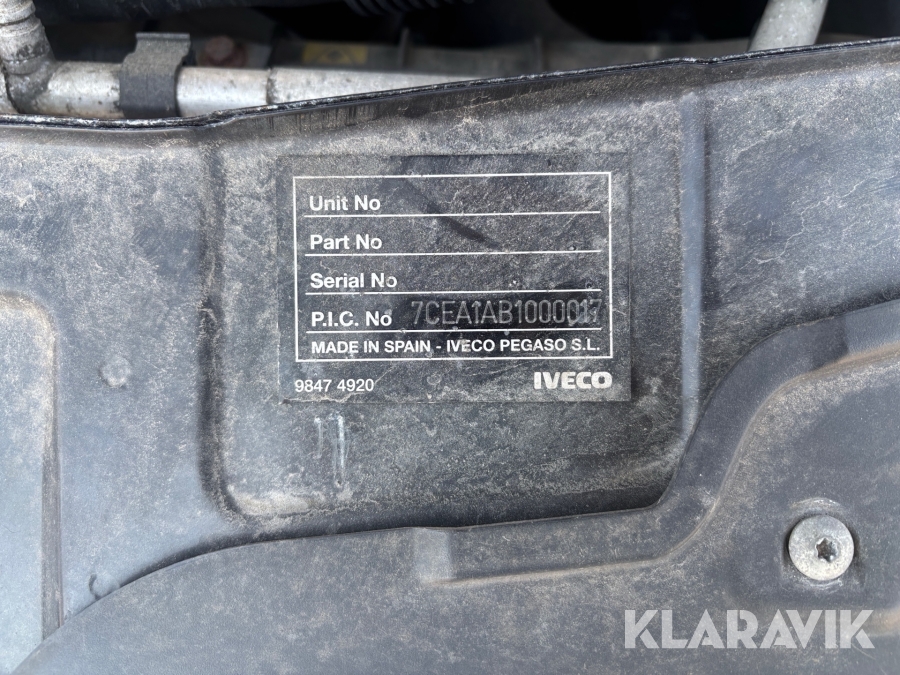 Unit No
Part No
Serial No
P.I.C. No 7CEA1AB1000017
MADE IN SPAIN - IVECO PEGASO S.L.
9847 4920 IVECO
KLARAVIK